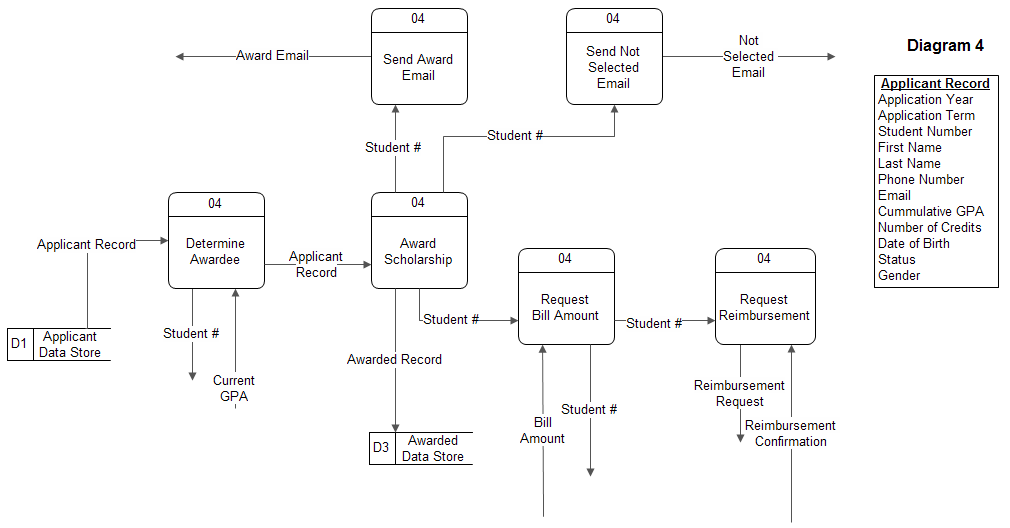 04
Send Award
Email
04
Send Not
Selected
Email
Award Email
Not
Selected
Email
Diagram 4
Applicant Record
Application Year
Application Term
Student Number
First Name
Last Name
Phone Number
Email
Cummulative GPA
Number of Credits
Date of Birth
Status
Gender
Student #
Student #
04
Determine
Awardee
04
Award
Scholarship
Applicant Record
Applicant
Record
04
Request
Bill Amount
04
Request
Reimbursement
Student #
Student #
D1
Applicant
Data Store
Student #
Current
GPA
Awarded Record
D3
Awarded
Data Store
Bill
Amount
Student #
Reimbursement
Request
Reimbursement
Confirmation